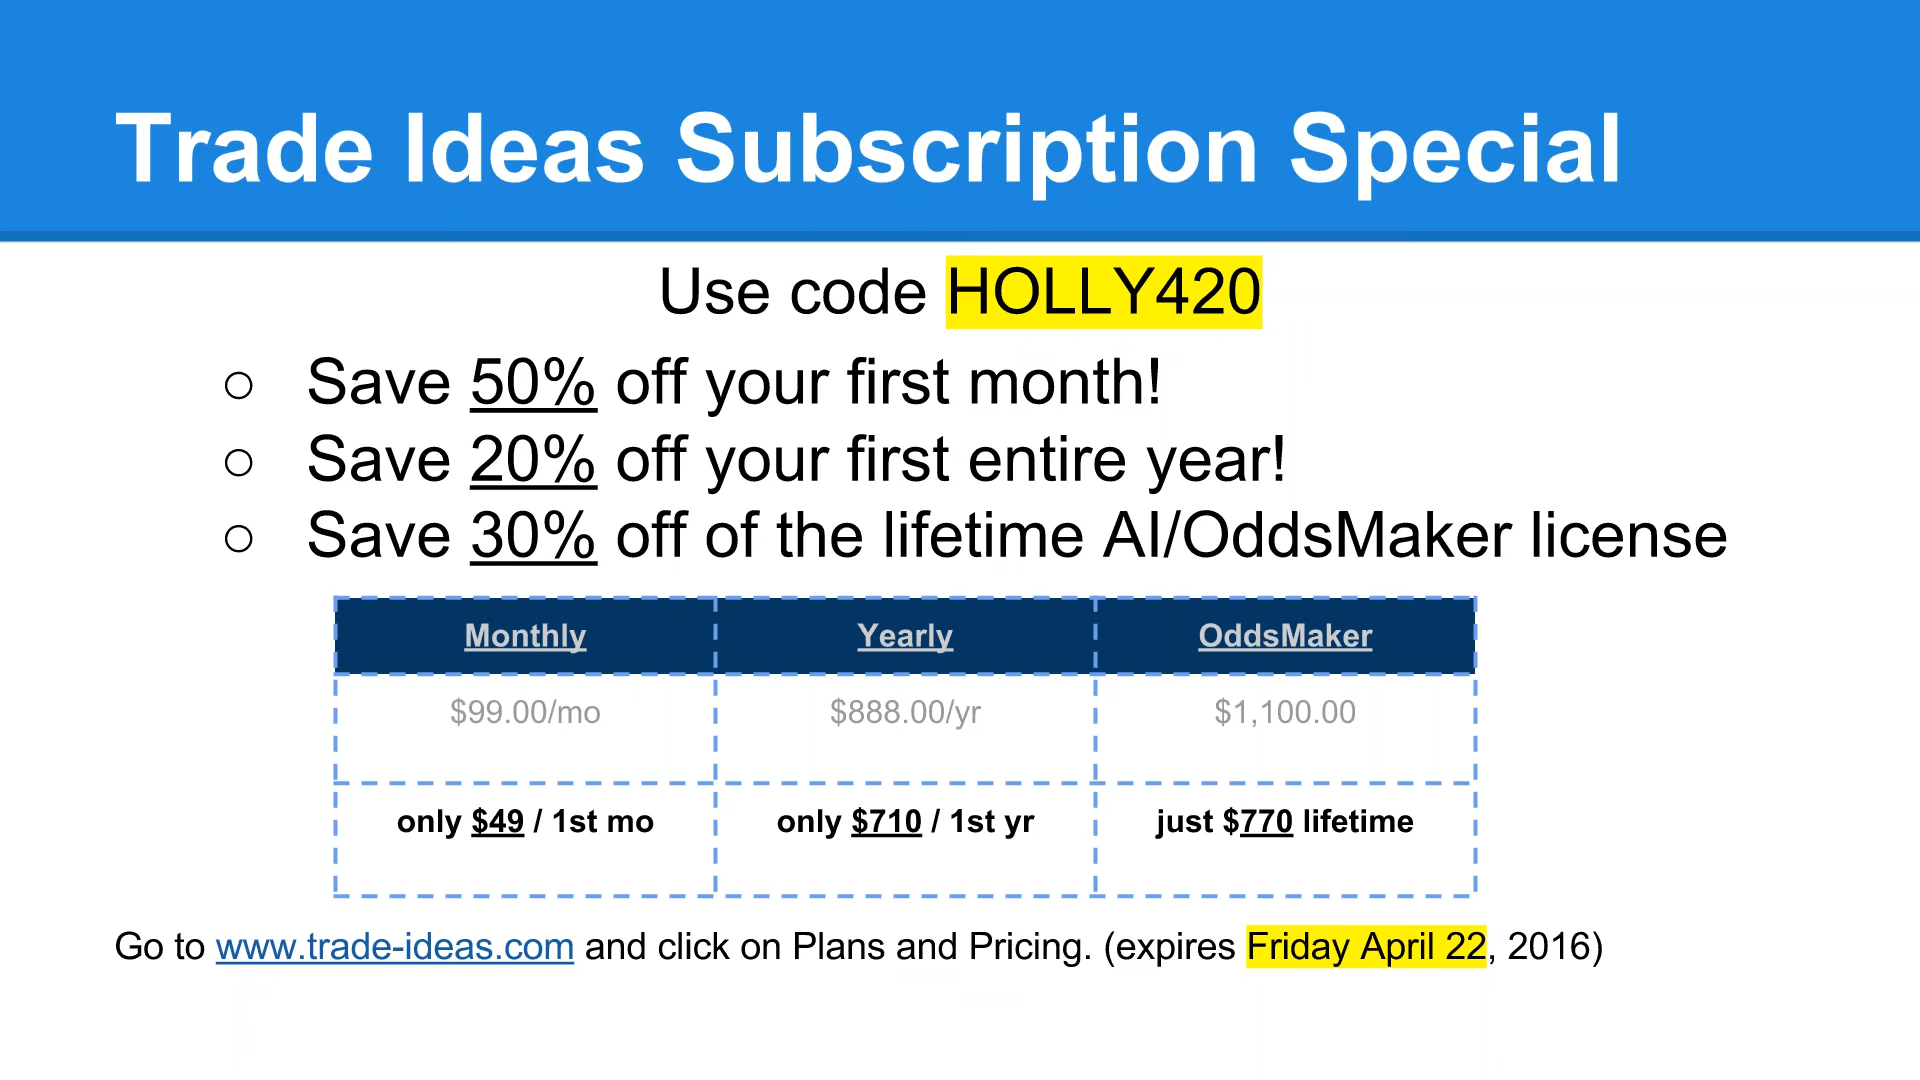 Trade Ideas Subscription Special
Use code HOLLY420
○ Save 50% off your first month!
○ Save 20% off your first entire year!
○ Save 30% off of the lifetime AI/OddsMaker license
Monthly Yearly OddsMaker
$99.00/mo $888.00/yr $1,100.00
only $49 / 1st mo only $710 / 1st yr just $770 lifetime
Go to www.trade-ideas.com and click on Plans and Pricing. (expires Friday April 22, 2016)